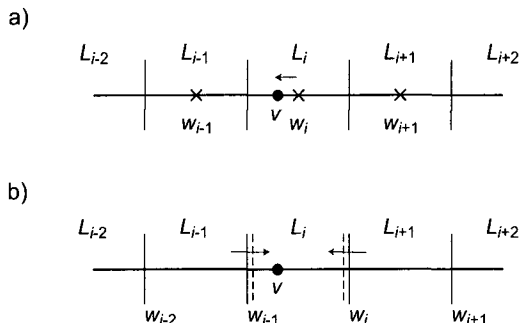 a)
L_{i-2} L_{i-1} L_i L_{i+1} L_{i+2}
v
w_{i-1} w_i w_{i+1}
b)
L_{i-2} L_{i-1} L_i L_{i+1} L_{i+2}
v
w_{i-2} w_{i-1} w_i w_{i+1}